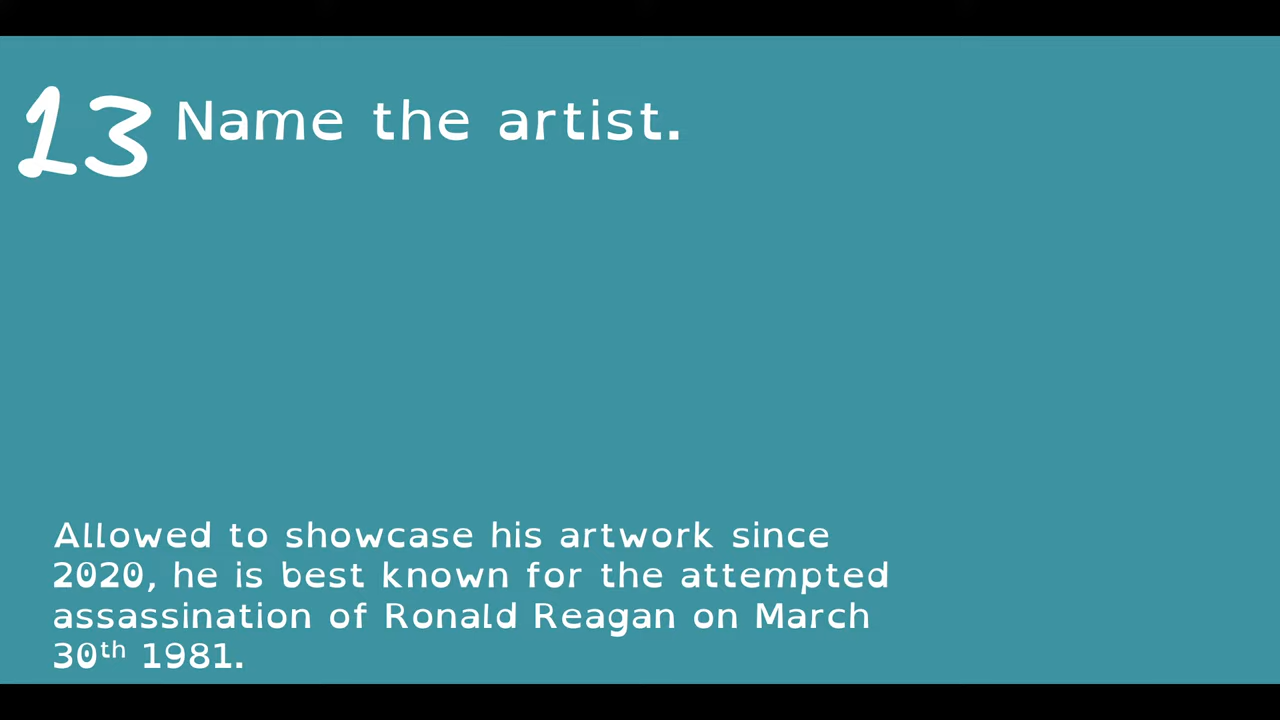 13 Name the artist.
Allowed to showcase his artwork since
2020, he is best known for the attempted
assassination of Ronald Reagan on March
30th 1981.